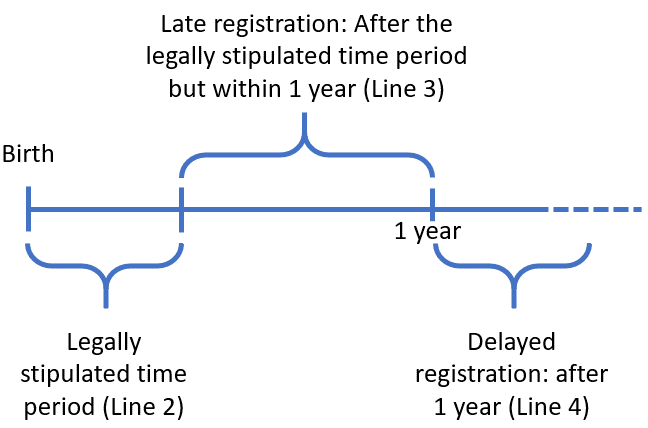 Late registration: After the
legally stipulated time period
but within 1 year (Line 3)
Birth
1 year
Legally
stipulated time
period (Line 2)
Delayed
registration: after
1 year (Line 4)